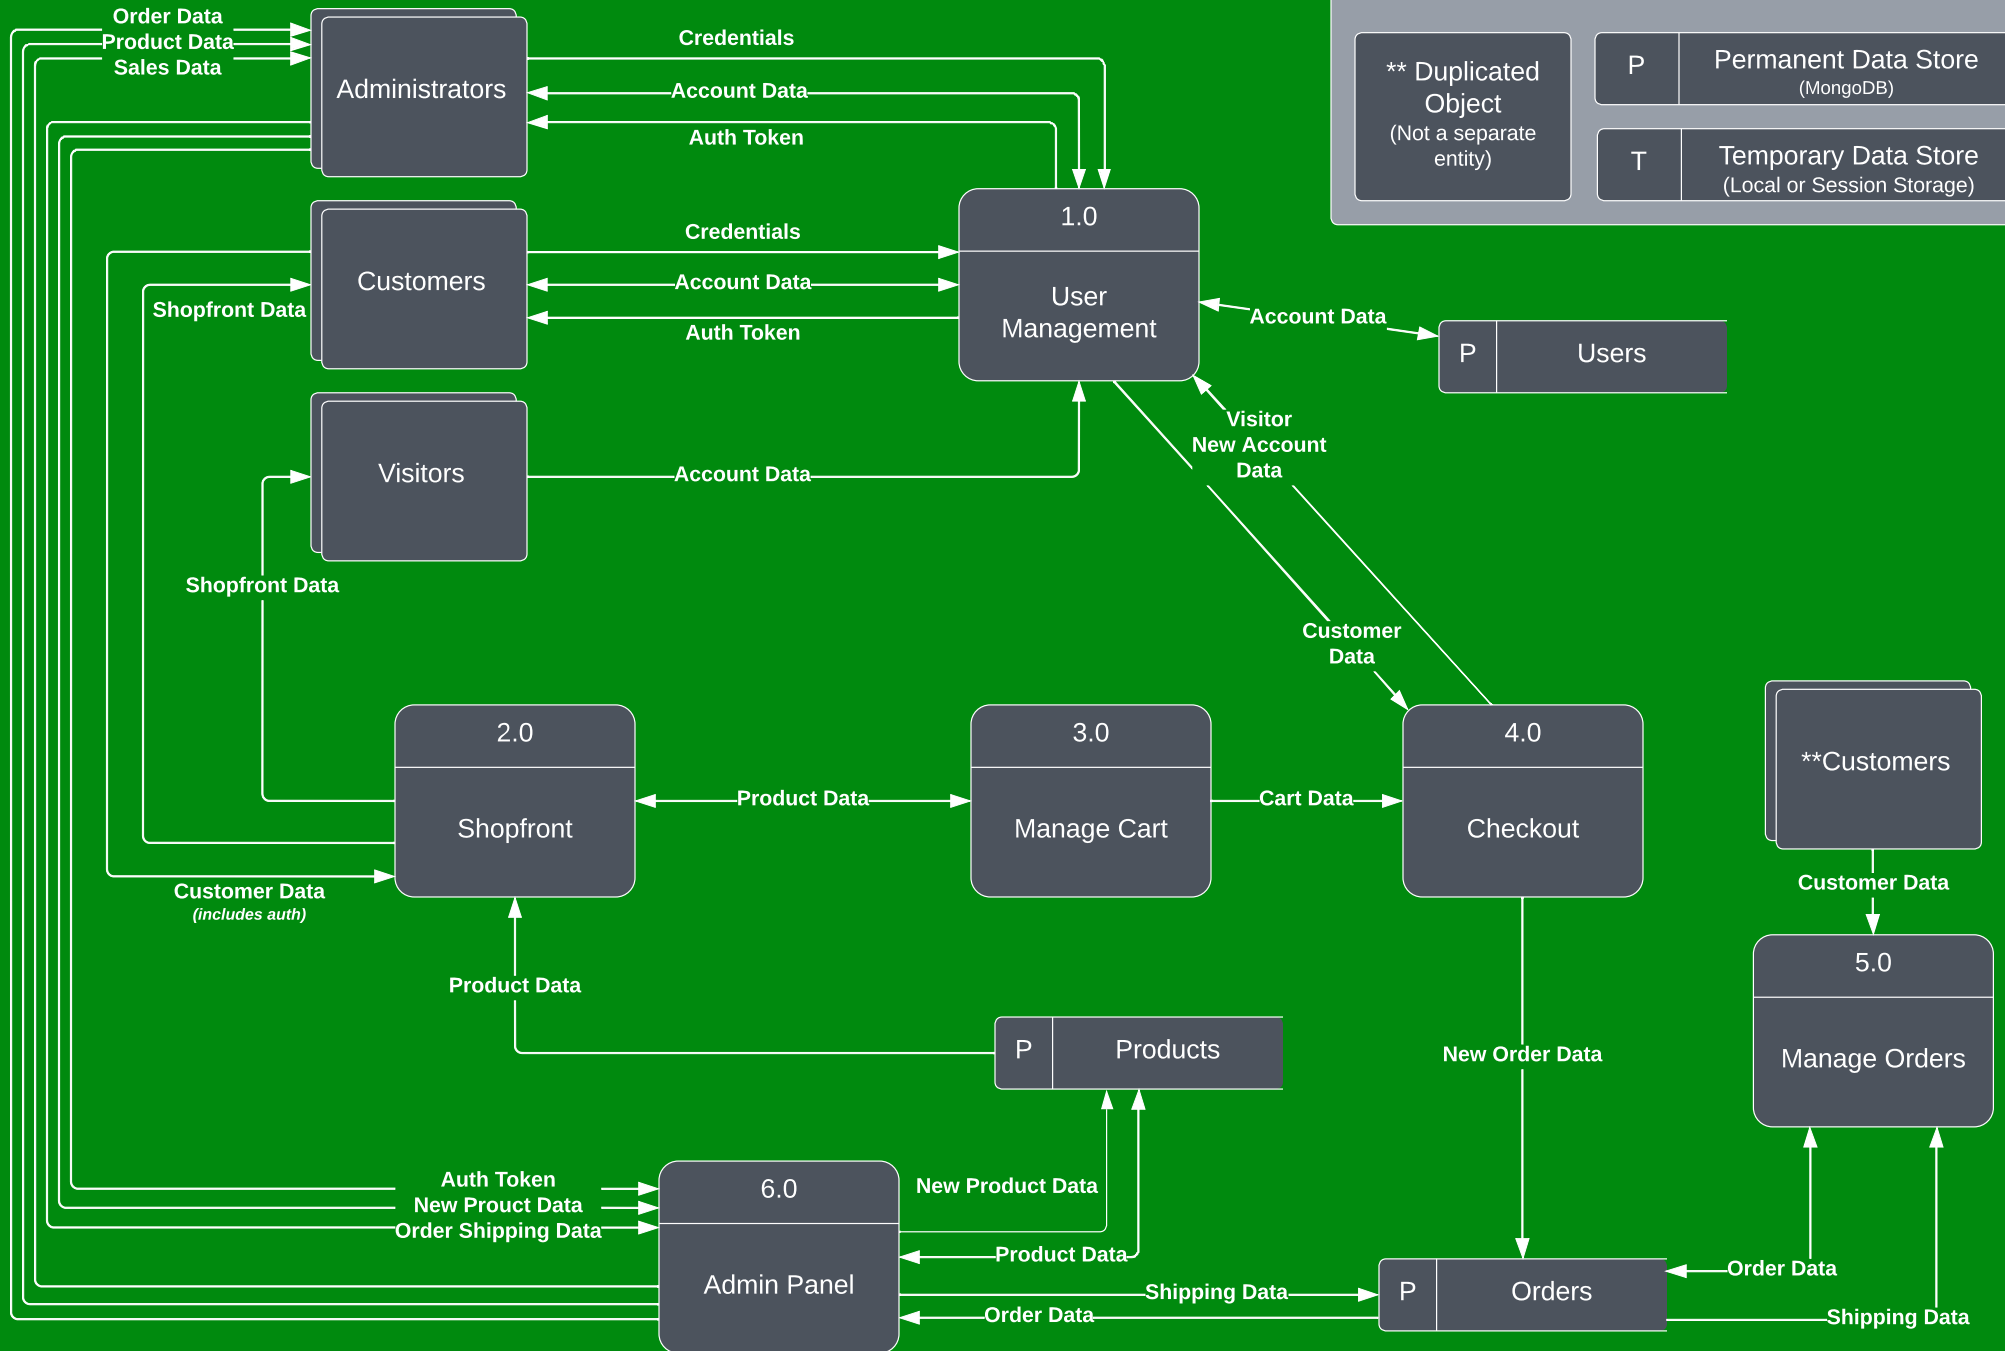 Order Data
Product Data
Sales Data
Administrators
Credentials
Account Data
Auth Token
** Duplicated
Object
(Not a separate
entity)
P
Permanent Data Store
(MongoDB)
T
Temporary Data Store
(Local or Session Storage)
Customers
Shopfront Data
Credentials
Account Data
Auth Token
1.0
User
Management
Account Data
P
Users
Visitors
Account Data
Visitor
New Account
Data
Shopfront Data
Customer
Data
2.0
Shopfront
Product Data
3.0
Manage Cart
Cart Data
4.0
Checkout
**Customers
Customer Data
(includes auth)
Customer Data
5.0
Manage Orders
Product Data
P
Products
New Order Data
Auth Token
New Prouct Data
Order Shipping Data
6.0
Admin Panel
New Product Data
Product Data
Shipping Data
Order Data
P
Orders
Order Data
Shipping Data